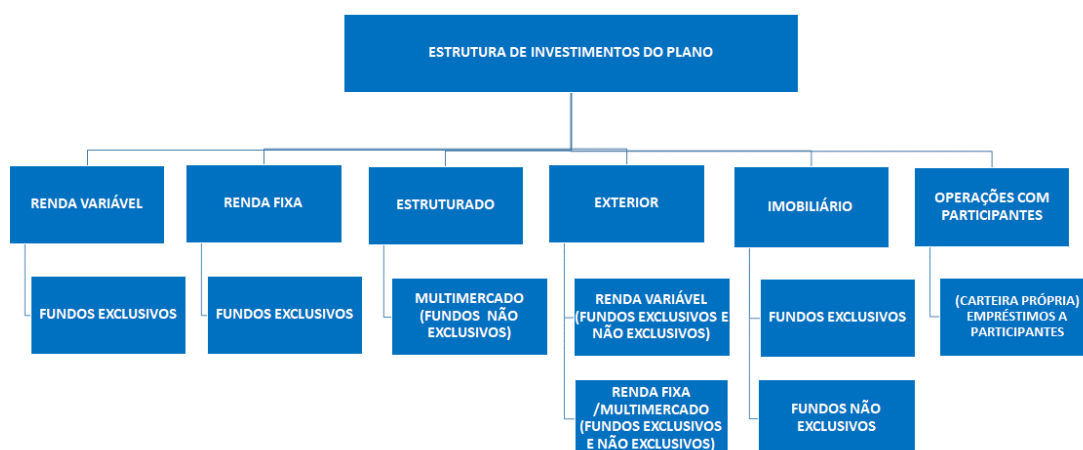 ESTRUTURA DE INVESTIMENTOS DO PLANO
RENDA VARIÁVEL
RENDA FIXA
ESTRUTURADO
EXTERIOR
IMOBILIÁRIO
OPERAÇÕES COM
PARTICIPANTES
FUNDOS EXCLUSIVOS
FUNDOS EXCLUSIVOS
MULTIMERCADO
(FUNDOS NÃO
EXCLUSIVOS)
RENDA VARIÁVEL
(FUNDOS EXCLUSIVOS E
NÃO EXCLUSIVOS)
FUNDOS EXCLUSIVOS
(CARTEIRA PRÓPRIA)
EMPRÉSTIMOS A
PARTICIPANTES
RENDA FIXA
/MULTIMERCADO
(FUNDOS EXCLUSIVOS
E NÃO EXCLUSIVOS)
FUNDOS NÃO
EXCLUSIVOS